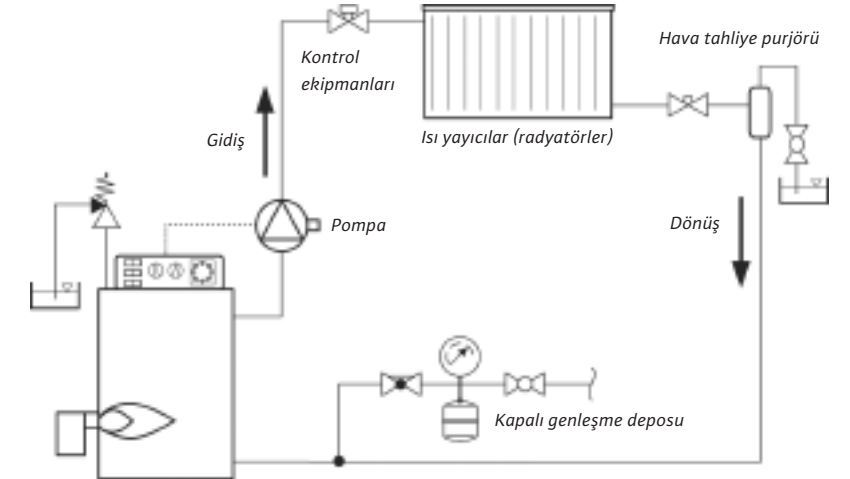 Hava tahliye purjörü
Kontrol
ekipmanları
Gidiş
Isı yayıcılar (radyatörler)
Pompa
Dönüş
Kapalı genleşme deposu